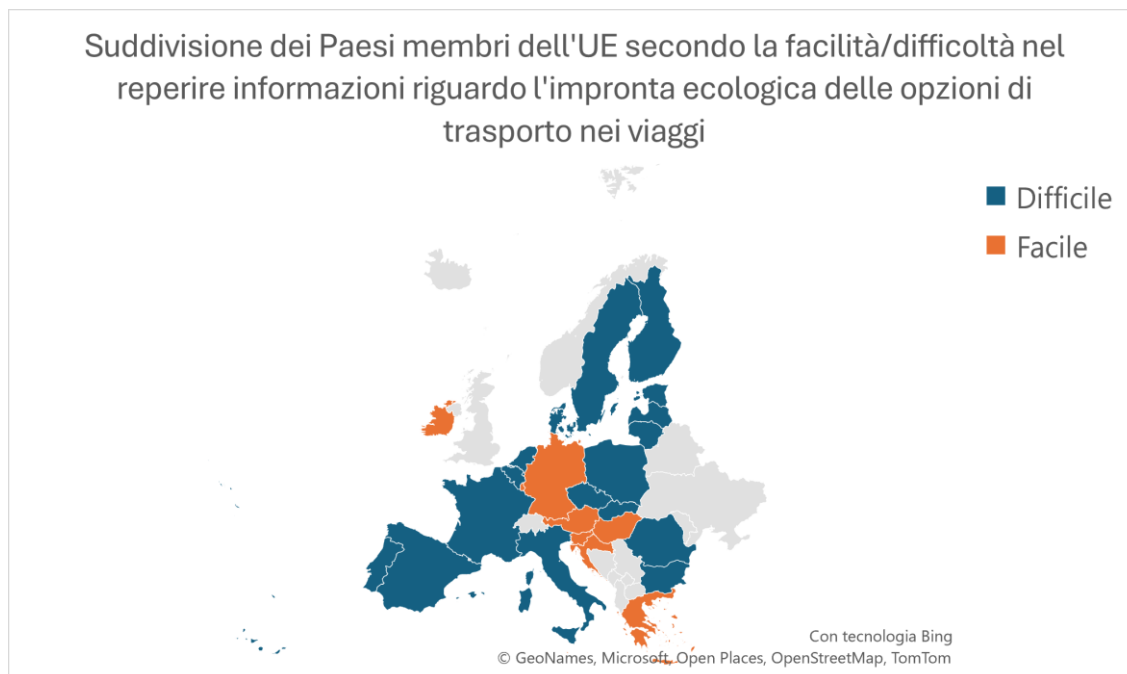 Suddivisione dei Paesi membri dell'UE secondo la facilità/difficoltà nel
reperire informazioni riguardo l'impronta ecologica delle opzioni di
trasporto nei viaggi
Difficile
Facile
Con tecnologia Bing
© GeoNames, Microsoft, Open Places, OpenStreetMap, TomTom